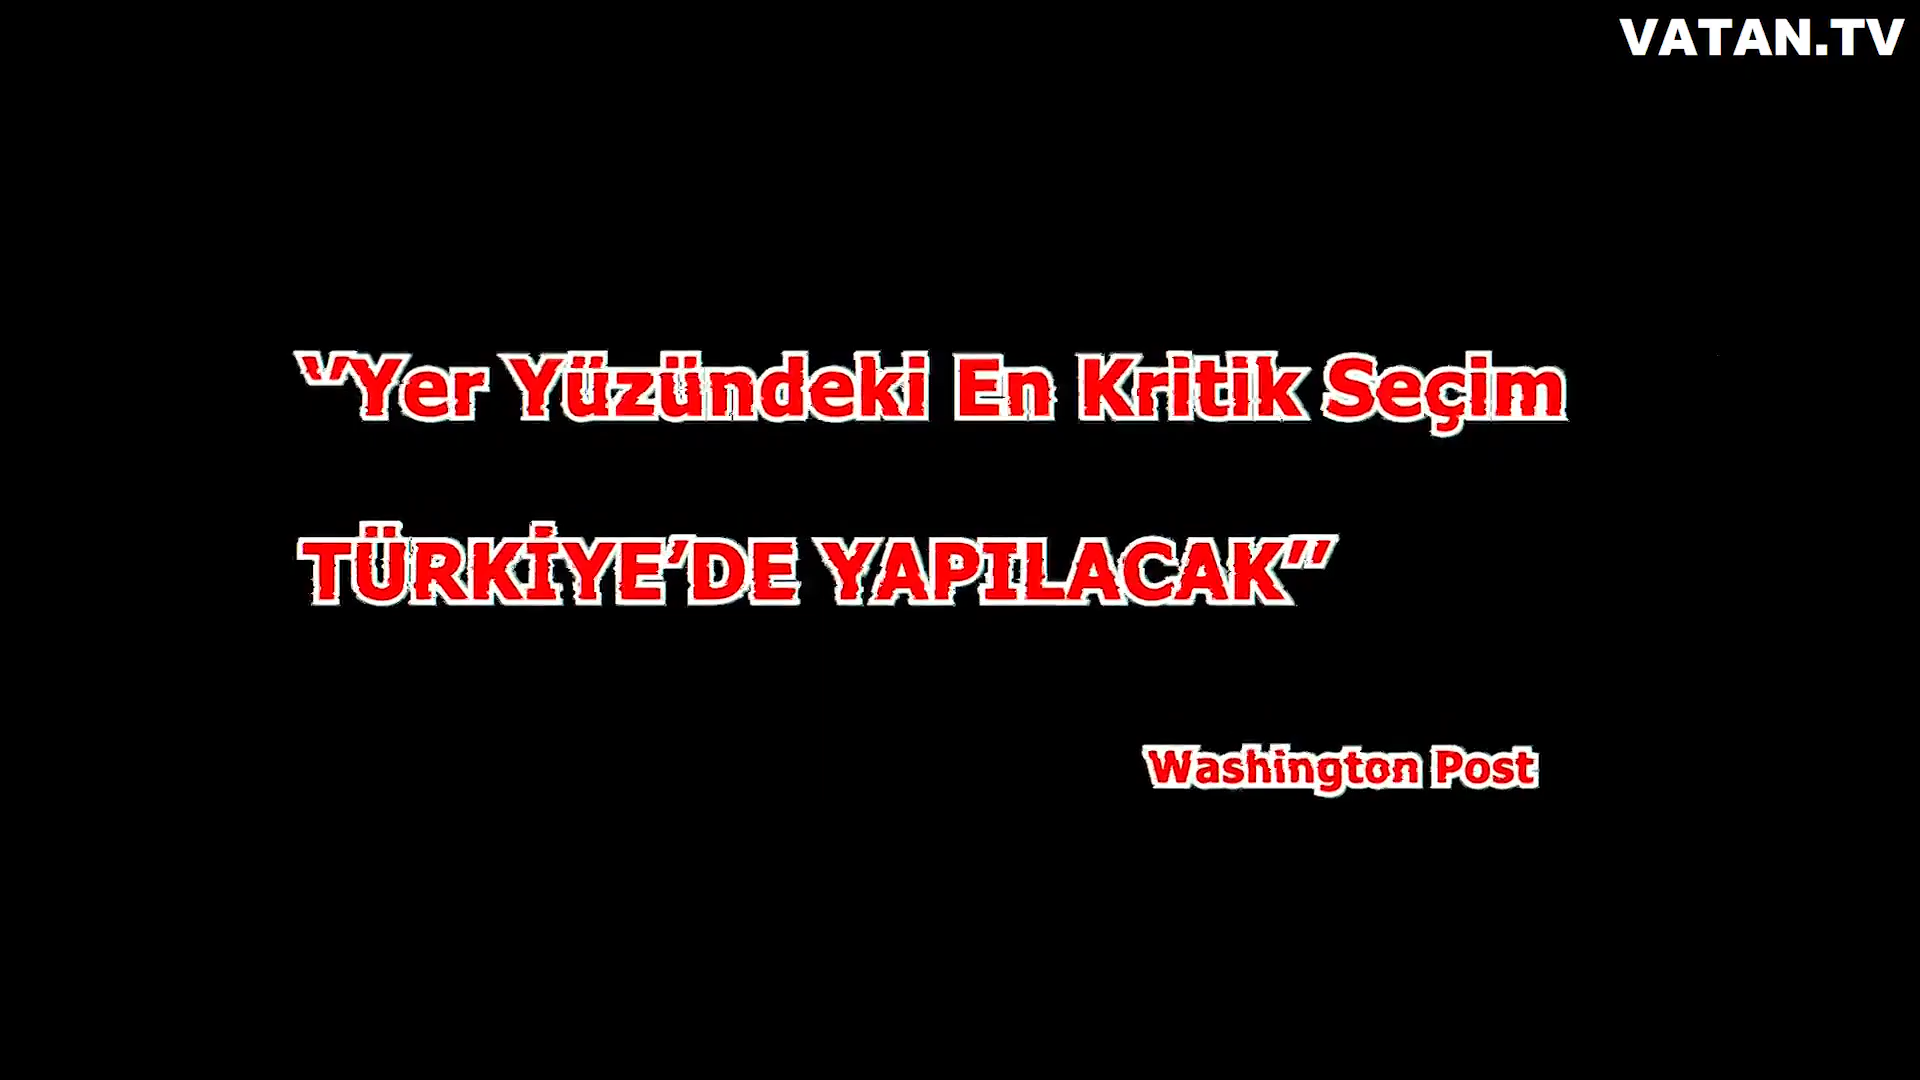 VATAN.TV
“Yer Yüzündeki En Kritik Seçim
TÜRKİYE’DE YAPILACAK”
Washington Post